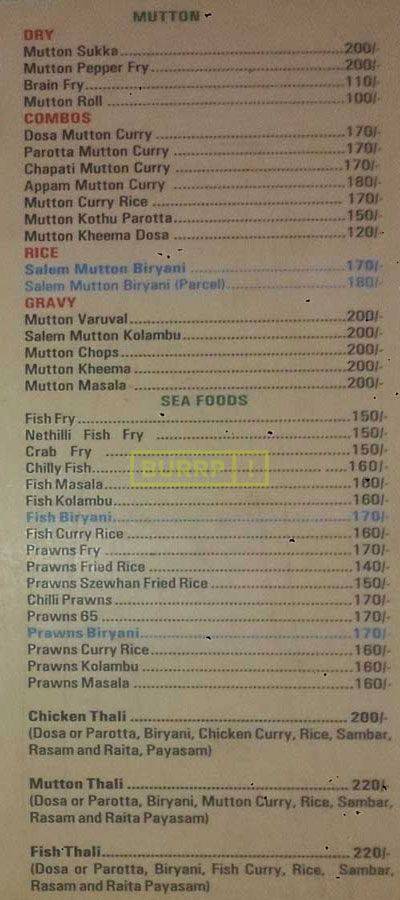 MUTTON
DRY
Mutton Sukka 200/-
Mutton Pepper Fry 200/-
Brain Fry 110/-
Mutton Roll 100/-
COMBOS
Dosa Mutton Curry 170/-
Parotta Mutton Curry 170/-
Chapati Mutton Curry 170/-
Appam Mutton Curry 180/-
Mutton Curry Rice 170/-
Mutton Kothu Parotta 150/-
Mutton Kheema Dosa 120/-
RICE
Salem Mutton Biryani 170/-
Salem Mutton Biryani (Parcel) 180/-
GRAVY
Mutton Varuval 200/-
Salem Mutton Kolambu 200/-
Mutton Chops 200/-
Mutton Kheema 200/-
Mutton Masala 200/-
SEA FOODS
Fish Fry 150/-
Nethilli Fish Fry 150/-
Crab Fry 150/-
Chilly Fish 160/-
BURRP!
Fish Masala
Fish Kolambu 160/-
Fish Biryani 170/-
Fish Curry Rice 160/-
Prawns Fry 170/-
Prawns Fried Rice 140/-
Prawns Szewhan Fried Rice 150/-
Chilli Prawns 170/-
Prawns 65 170/-
Prawns Biryani 170/-
Prawns Curry Rice 160/-
Prawns Kolambu 160/-
Prawns Masala 160/-
Chicken Thali 200/-
(Dosa or Parotta, Biryani, Chicken Curry, Rice, Sambar,
Rasam and Raita, Payasam)
Mutton Thali 220/-
(Dosa or Parotta, Biryani, Mutton Curry, Rice, Sambar,
Rasam and Raita Payasam)
Fish Thali 220/-
(Dosa or Parotta, Biryani, Fish Curry, Rice, Sambar,
Rasam and Raita Payasam)